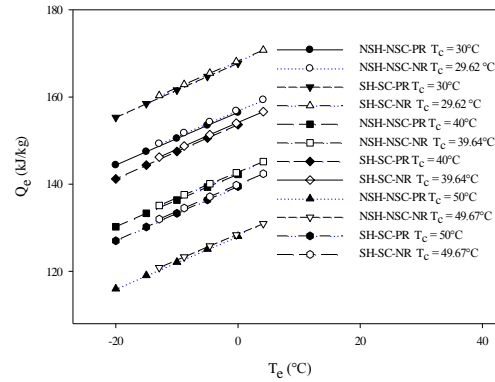 180
160
140
120
Qe (kJ/kg)
-20
0
20
40
Te (°C)
NSH-NSC-PR Tc = 30°C
NSH-NSC-NR Tc = 29.62 °C
SH-SC-PR Tc = 30°C
SH-SC-NR Tc = 29.62 °C
NSH-NSC-PR Tc = 40°C
NSH-NSC-NR Tc = 39.64°C
SH-SC-PR Tc = 40°C
SH-SC-NR Tc = 39.64°C
NSH-NSC-PR Tc = 50°C
NSH-NSC-NR Tc = 49.67°C
SH-SC-PR Tc = 50°C
SH-SC-NR Tc = 49.67°C